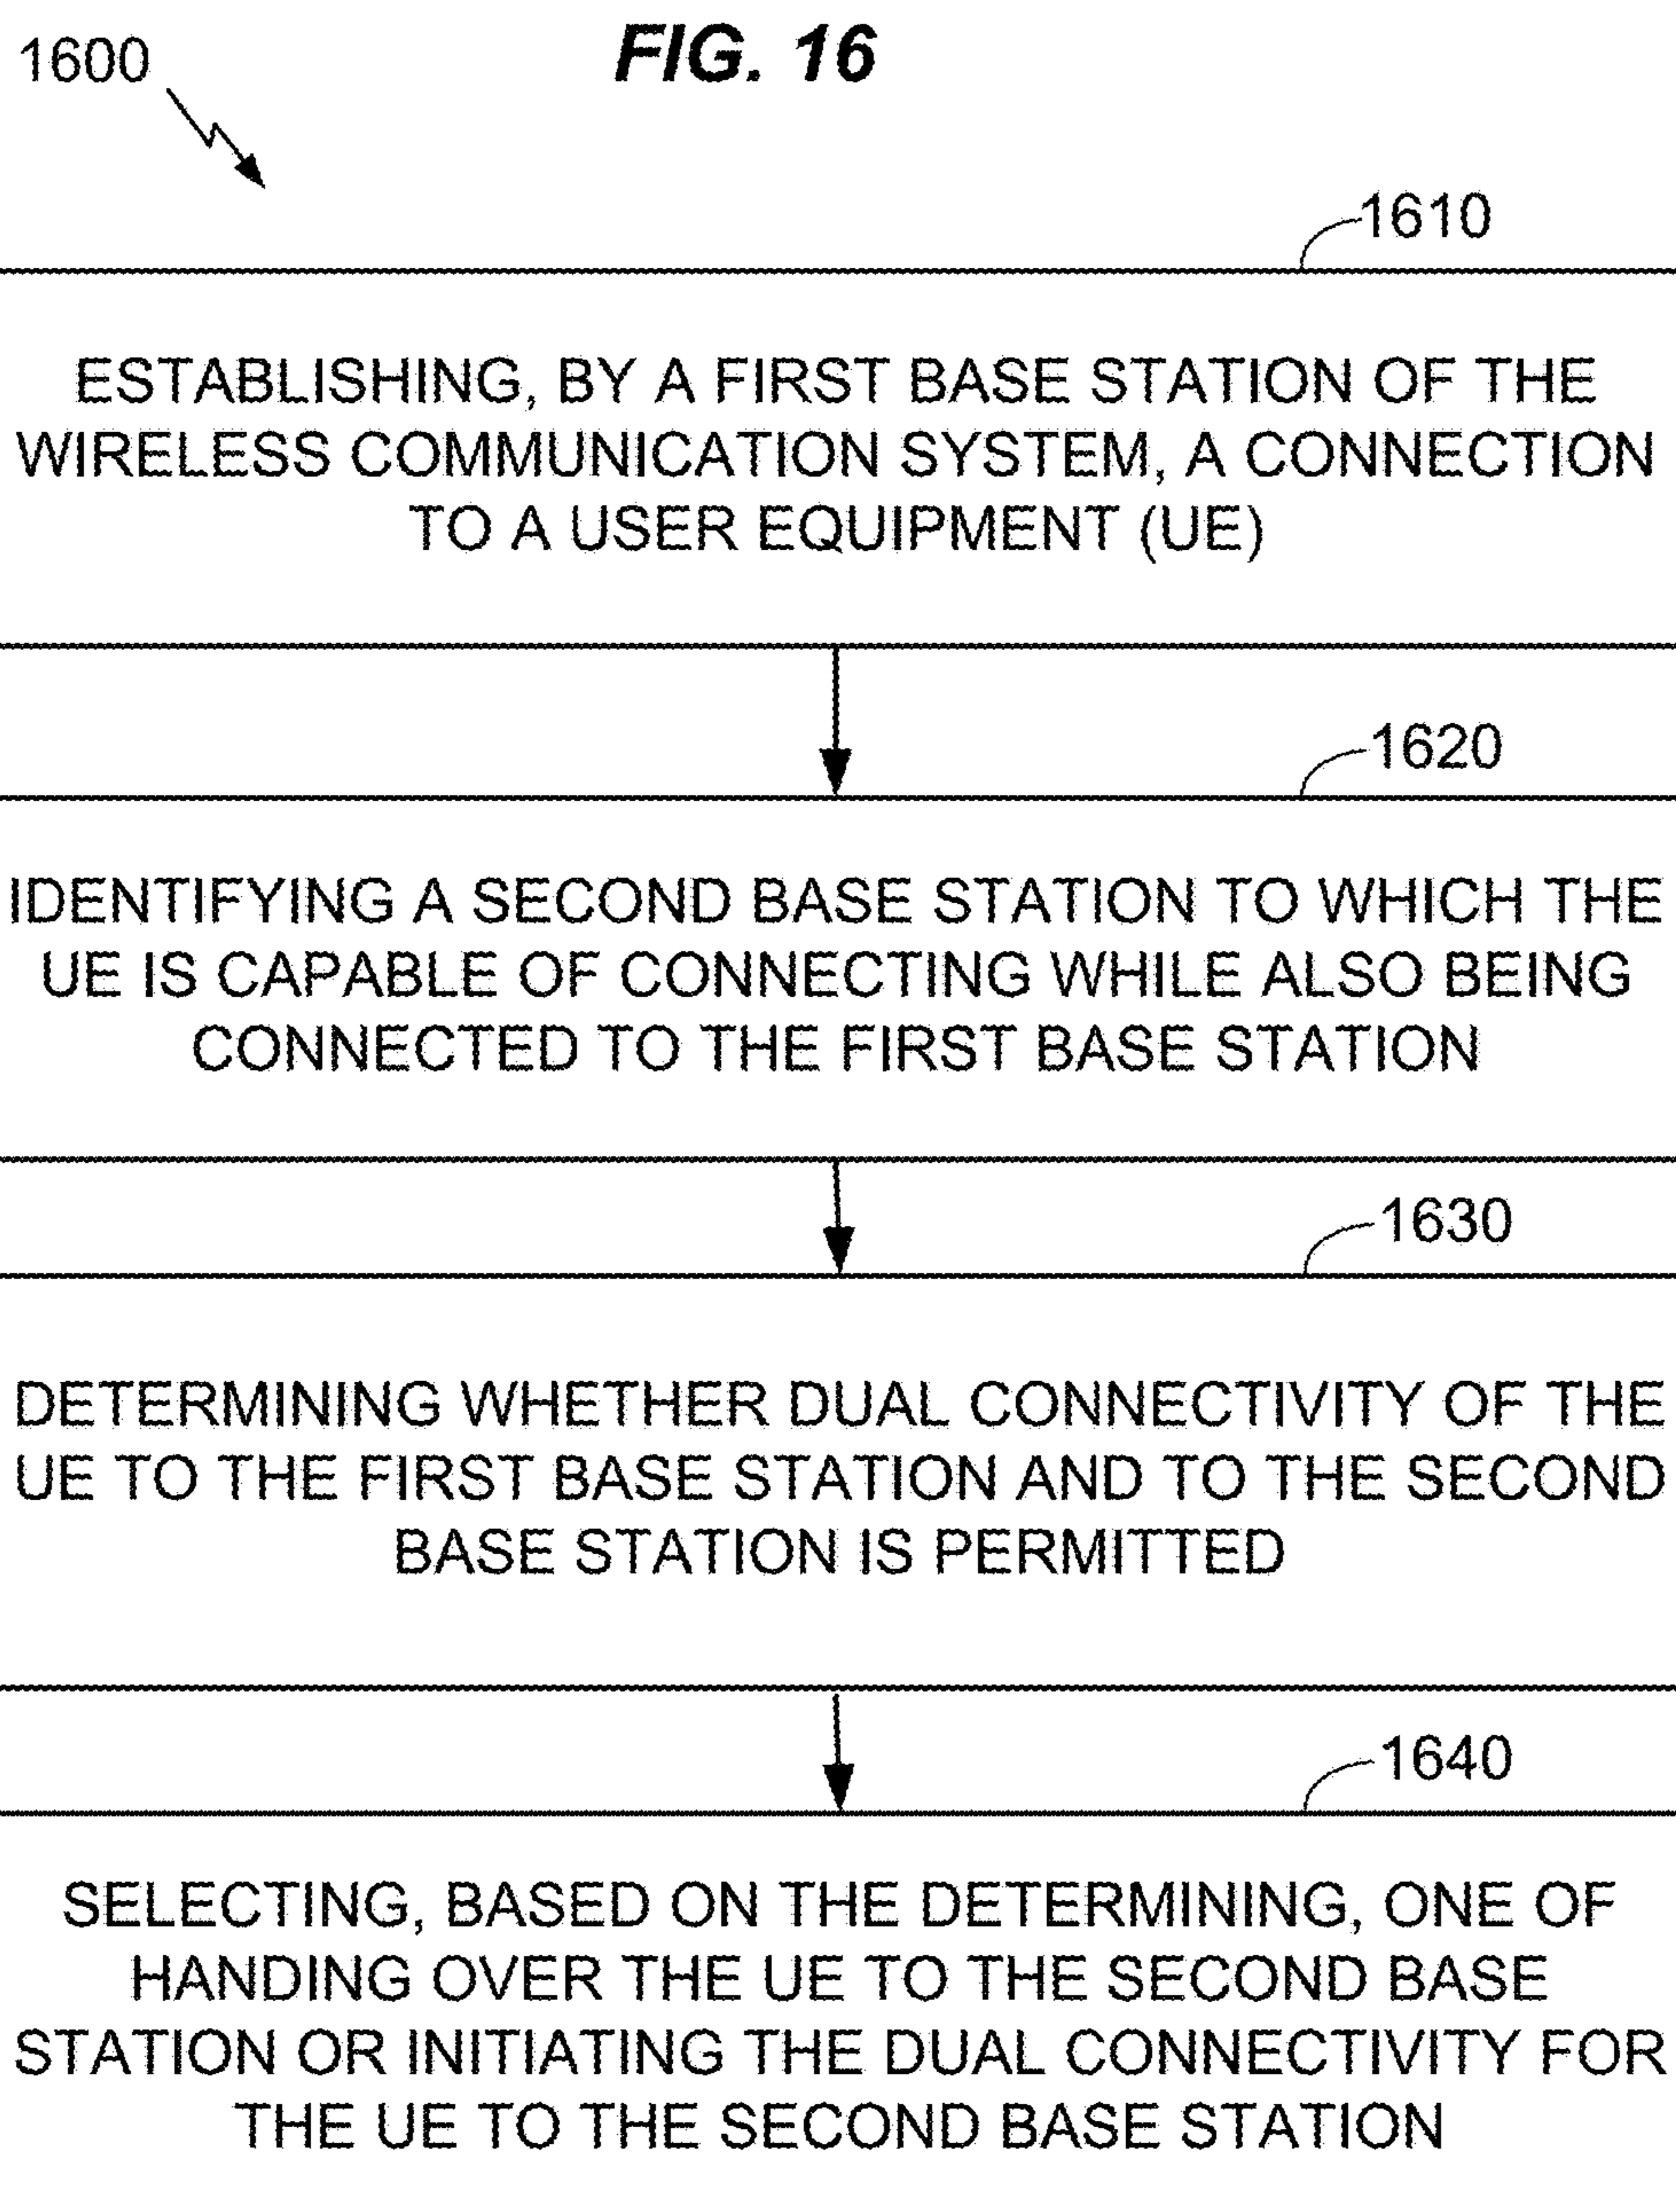 1600
FIG. 16
1610
ESTABLISHING, BY A FIRST BASE STATION OF THE
WIRELESS COMMUNICATION SYSTEM, A CONNECTION
TO A USER EQUIPMENT (UE)
1620
IDENTIFYING A SECOND BASE STATION TO WHICH THE
UE IS CAPABLE OF CONNECTING WHILE ALSO BEING
CONNECTED TO THE FIRST BASE STATION
1630
DETERMINING WHETHER DUAL CONNECTIVITY OF THE
UE TO THE FIRST BASE STATION AND TO THE SECOND
BASE STATION IS PERMITTED
1640
SELECTING, BASED ON THE DETERMINING, ONE OF
HANDING OVER THE UE TO THE SECOND BASE
STATION OR INITIATING THE DUAL CONNECTIVITY FOR
THE UE TO THE SECOND BASE STATION